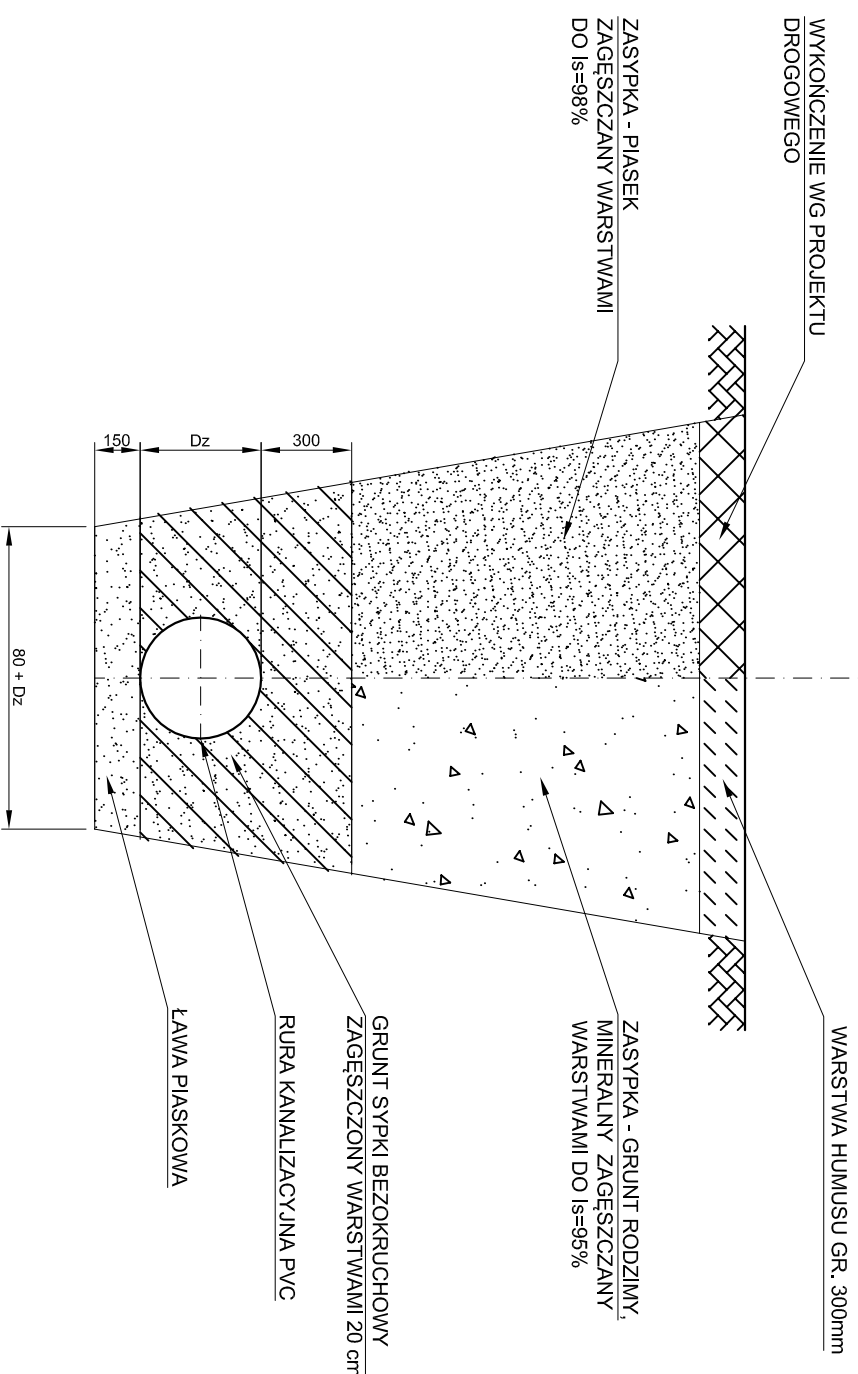 WYKOŃCZENIE WG PROJEKTU
DROGOWEGO
ZASYPKA - PIASEK
ZAGĘSZCZANY WARSTWAMI
DO Is=98%
WARSTWA HUMUSU GR. 300mm
ZASYPKA - GRUNT RODZIMY,
MINERALNY ZAGĘSZCZANY
WARSTWAMI DO Is=95%
GRUNT SYPKI BEZOKRUCHOWY
ZAGĘSZCZONY WARSTWAMI 20 cm
RURA KANALIZACYJNA PVC
ŁAWA PIASKOWA
300
Dz
150
80 + Dz